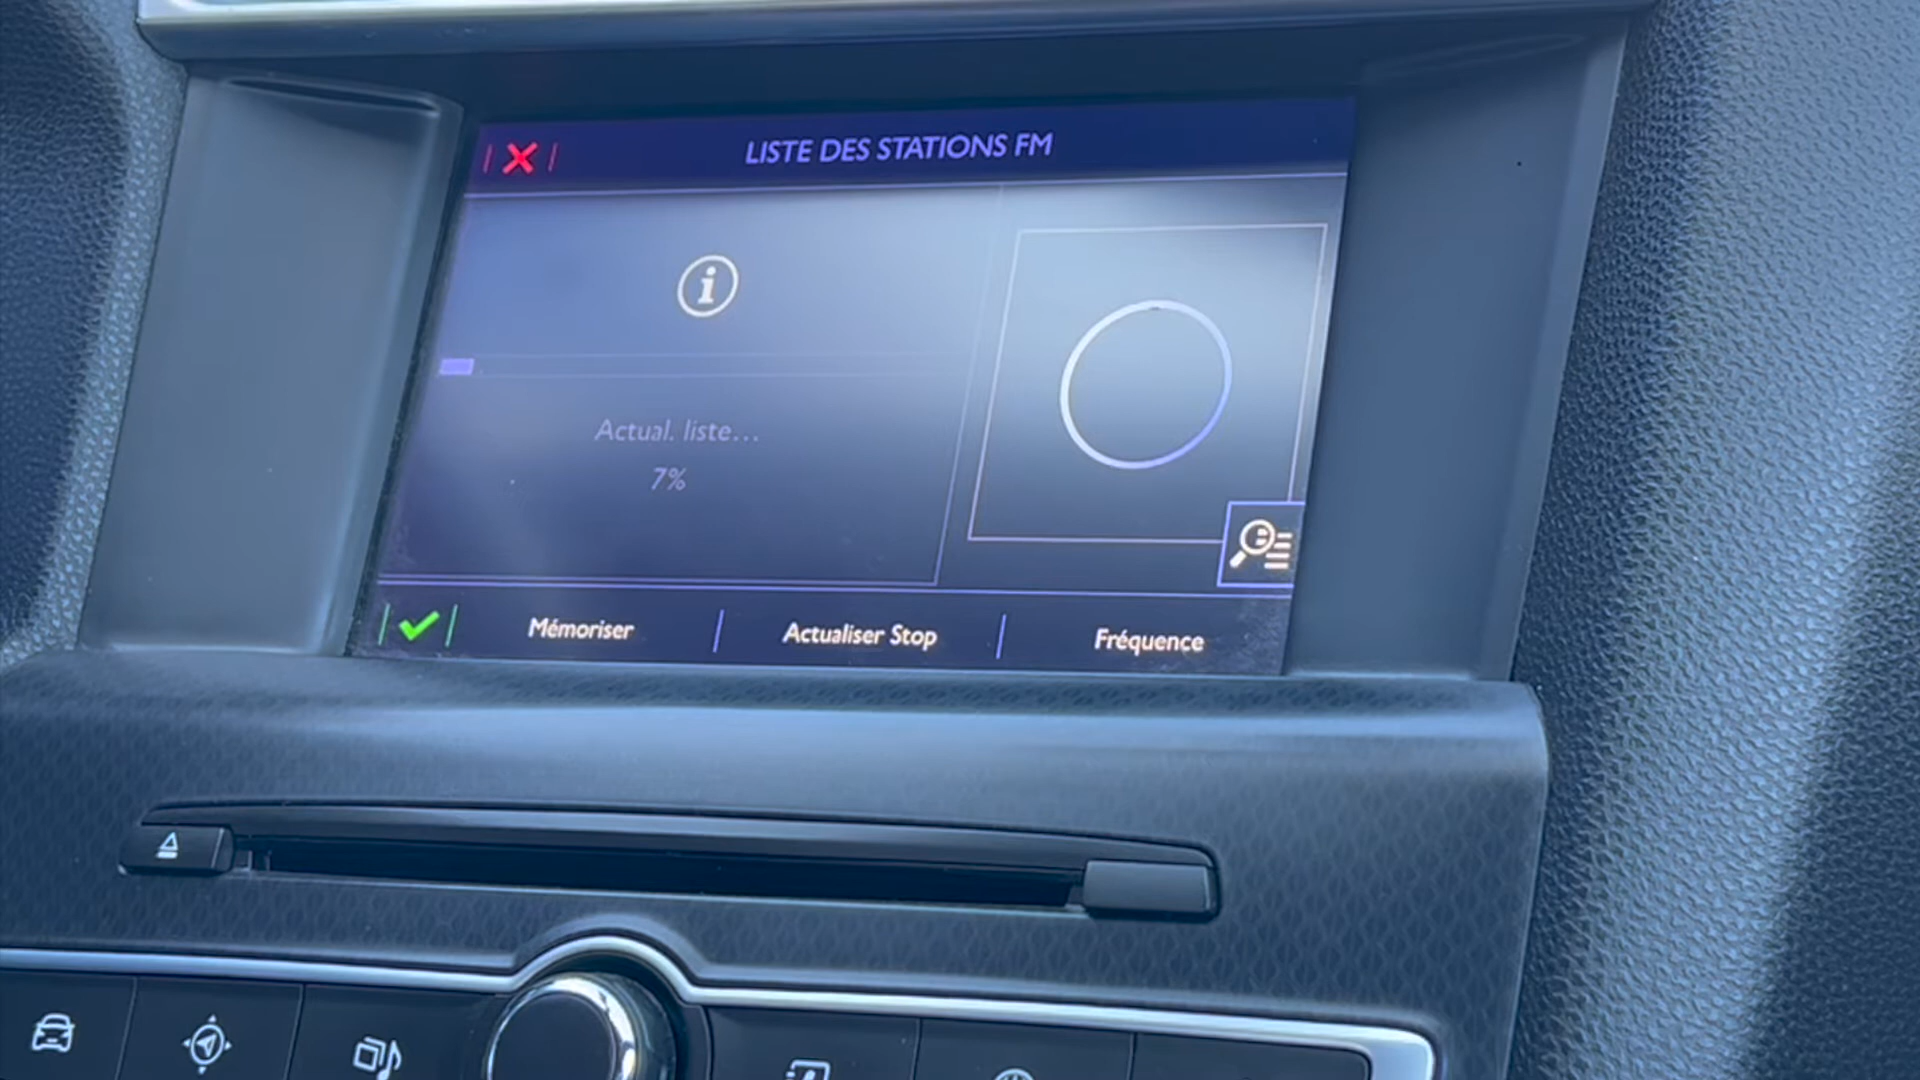 LISTE DES STATIONS FM
Actual. liste...
7%
Mémoriser
Actualiser Stop
Fréquence